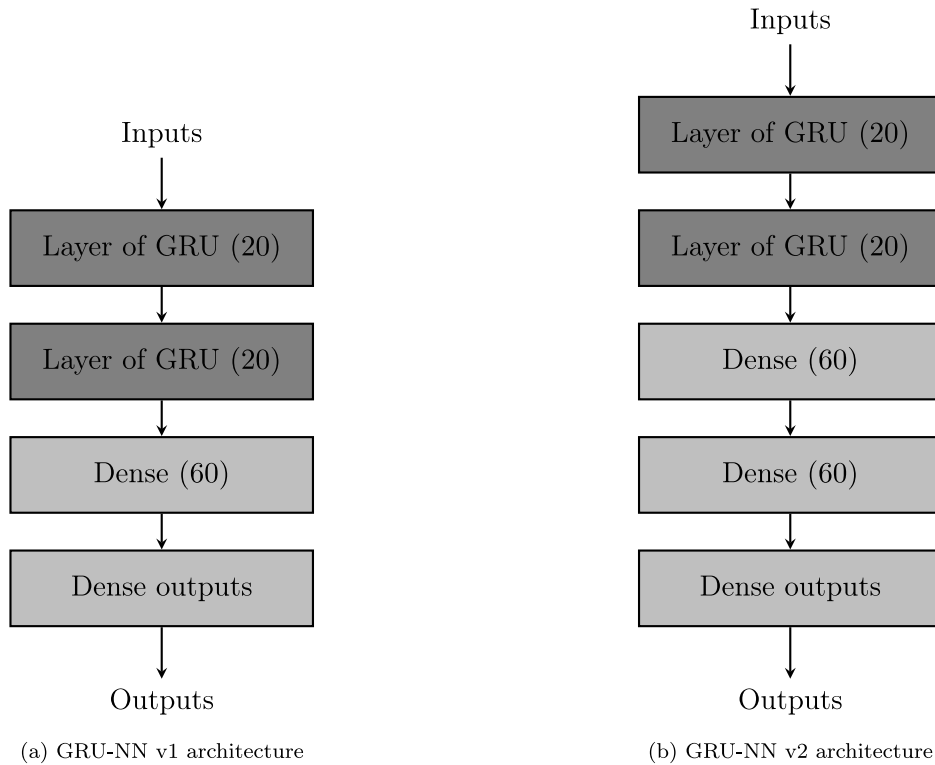 Inputs
Layer of GRU (20)
Layer of GRU (20)
Dense (60)
Dense outputs
Outputs
(a) GRU-NN v1 architecture
Inputs
Layer of GRU (20)
Layer of GRU (20)
Dense (60)
Dense (60)
Dense outputs
Outputs
(b) GRU-NN v2 architecture